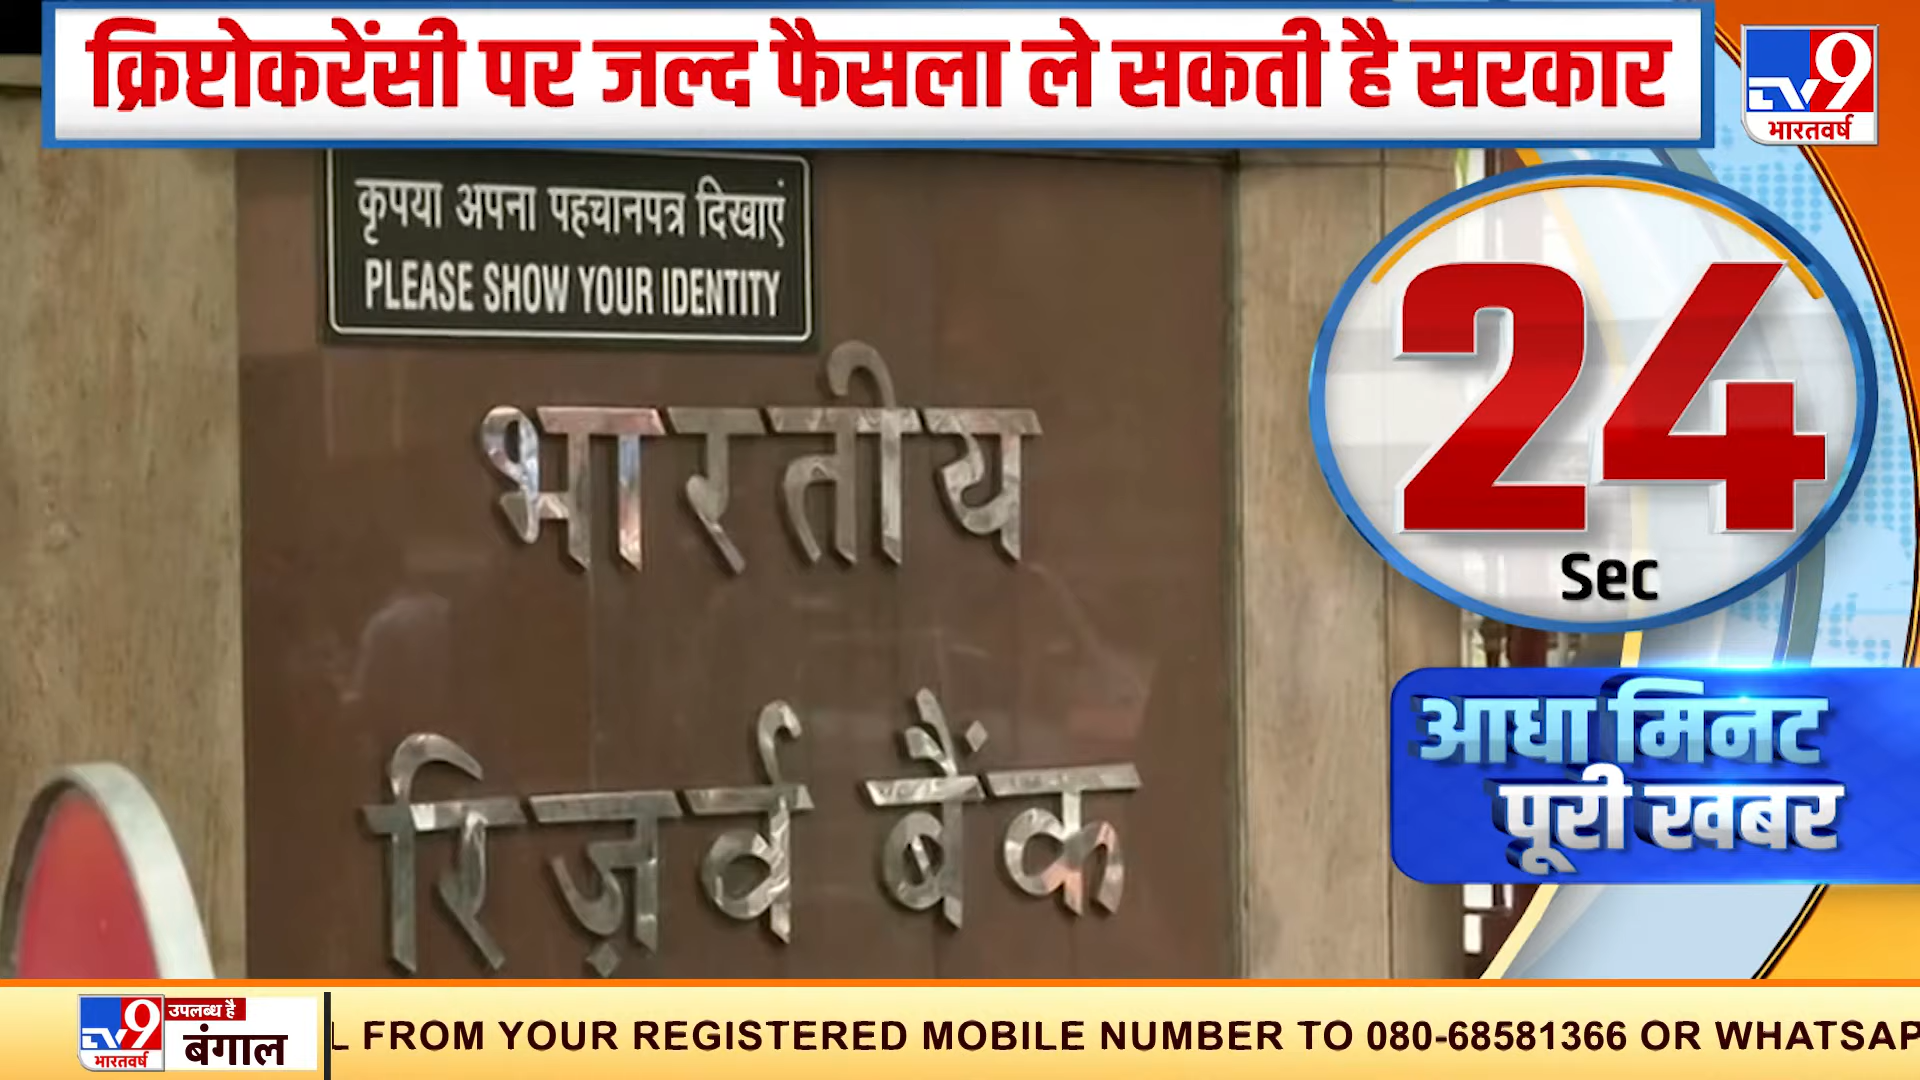 क्रिप्टोकरेंसी पर जल्द फैसला ले सकती है सरकार
TV9
भारतवर्ष
कृपया अपना पहचानपत्र दिखाएं
PLEASE SHOW YOUR IDENTITY
भारतीय
रिज़र्व बैंक
24
Sec
आधा मिनट
पूरी खबर
TV9
भारतवर्ष
उपलब्ध है
बंगाल
L FROM YOUR REGISTERED MOBILE NUMBER TO 080-68581366 OR WHATSAP